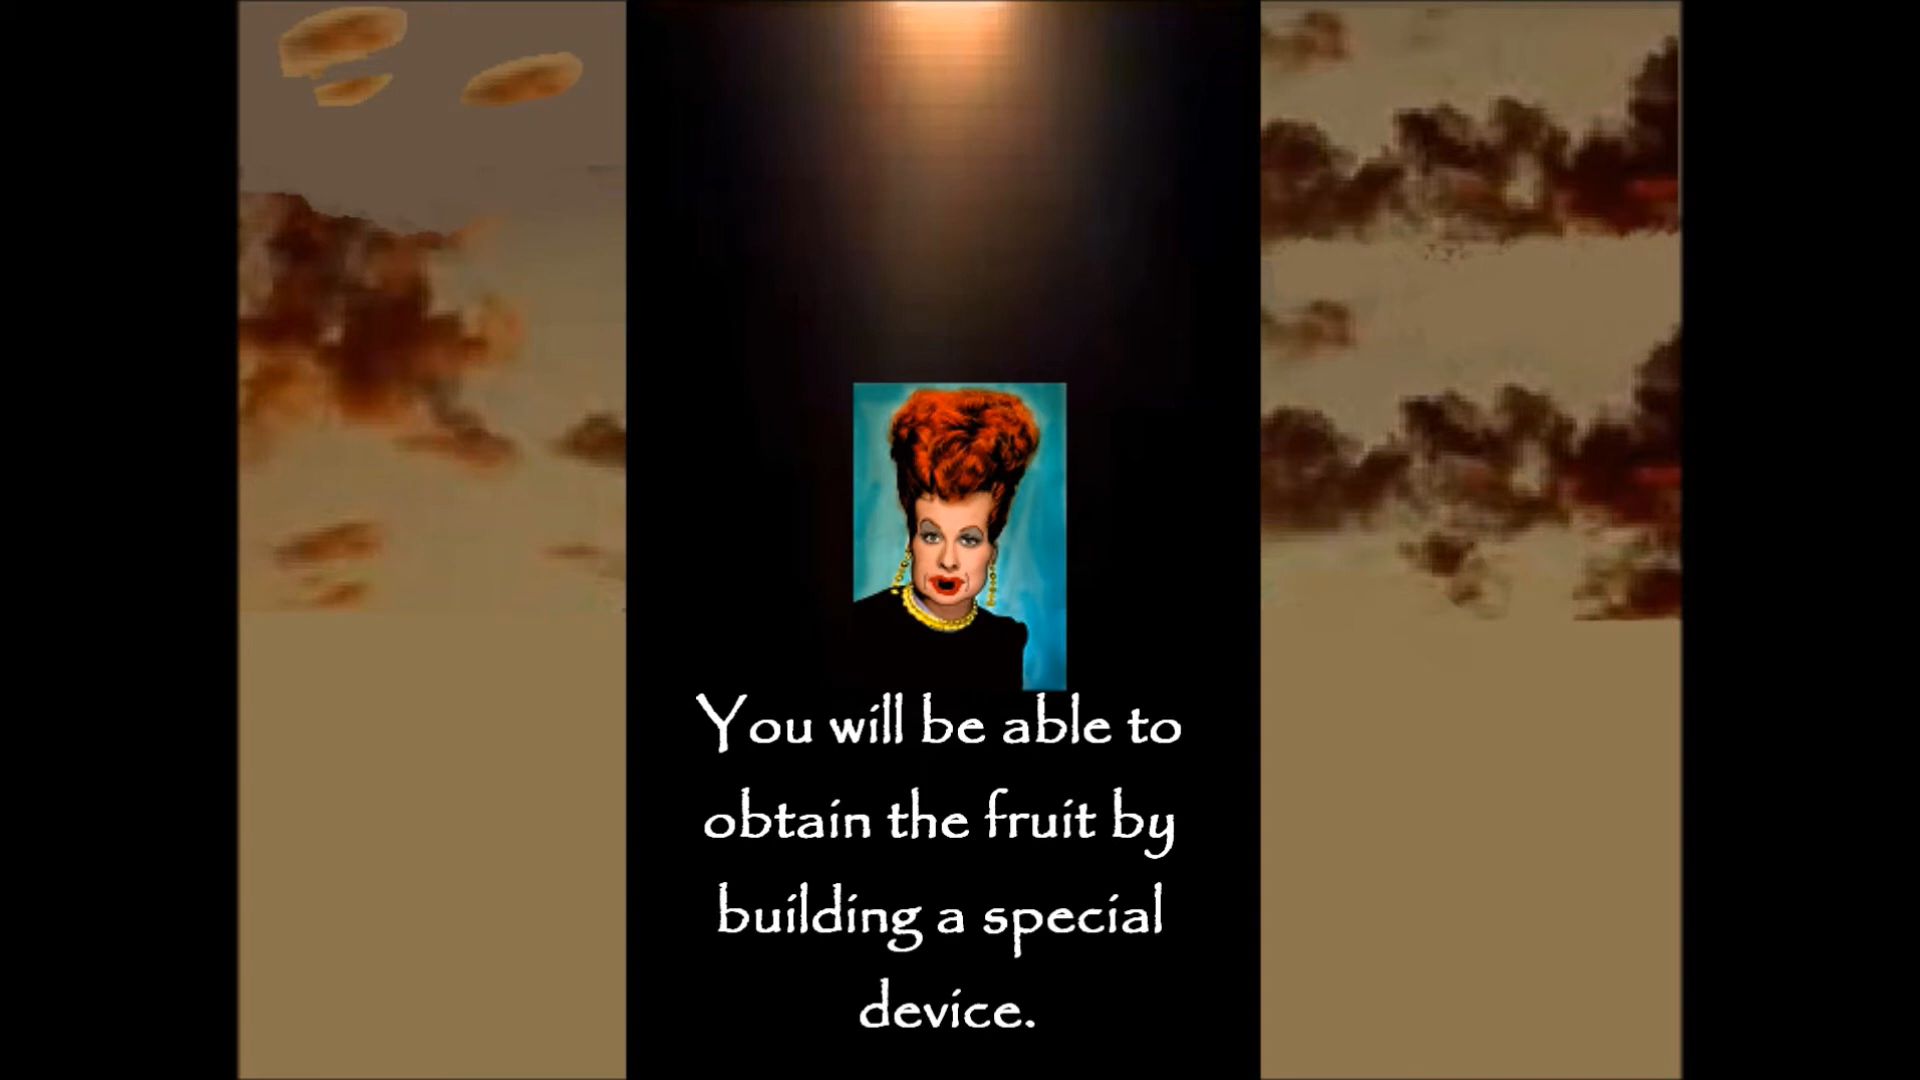 You will be able to
obtain the fruit by
building a special
device.